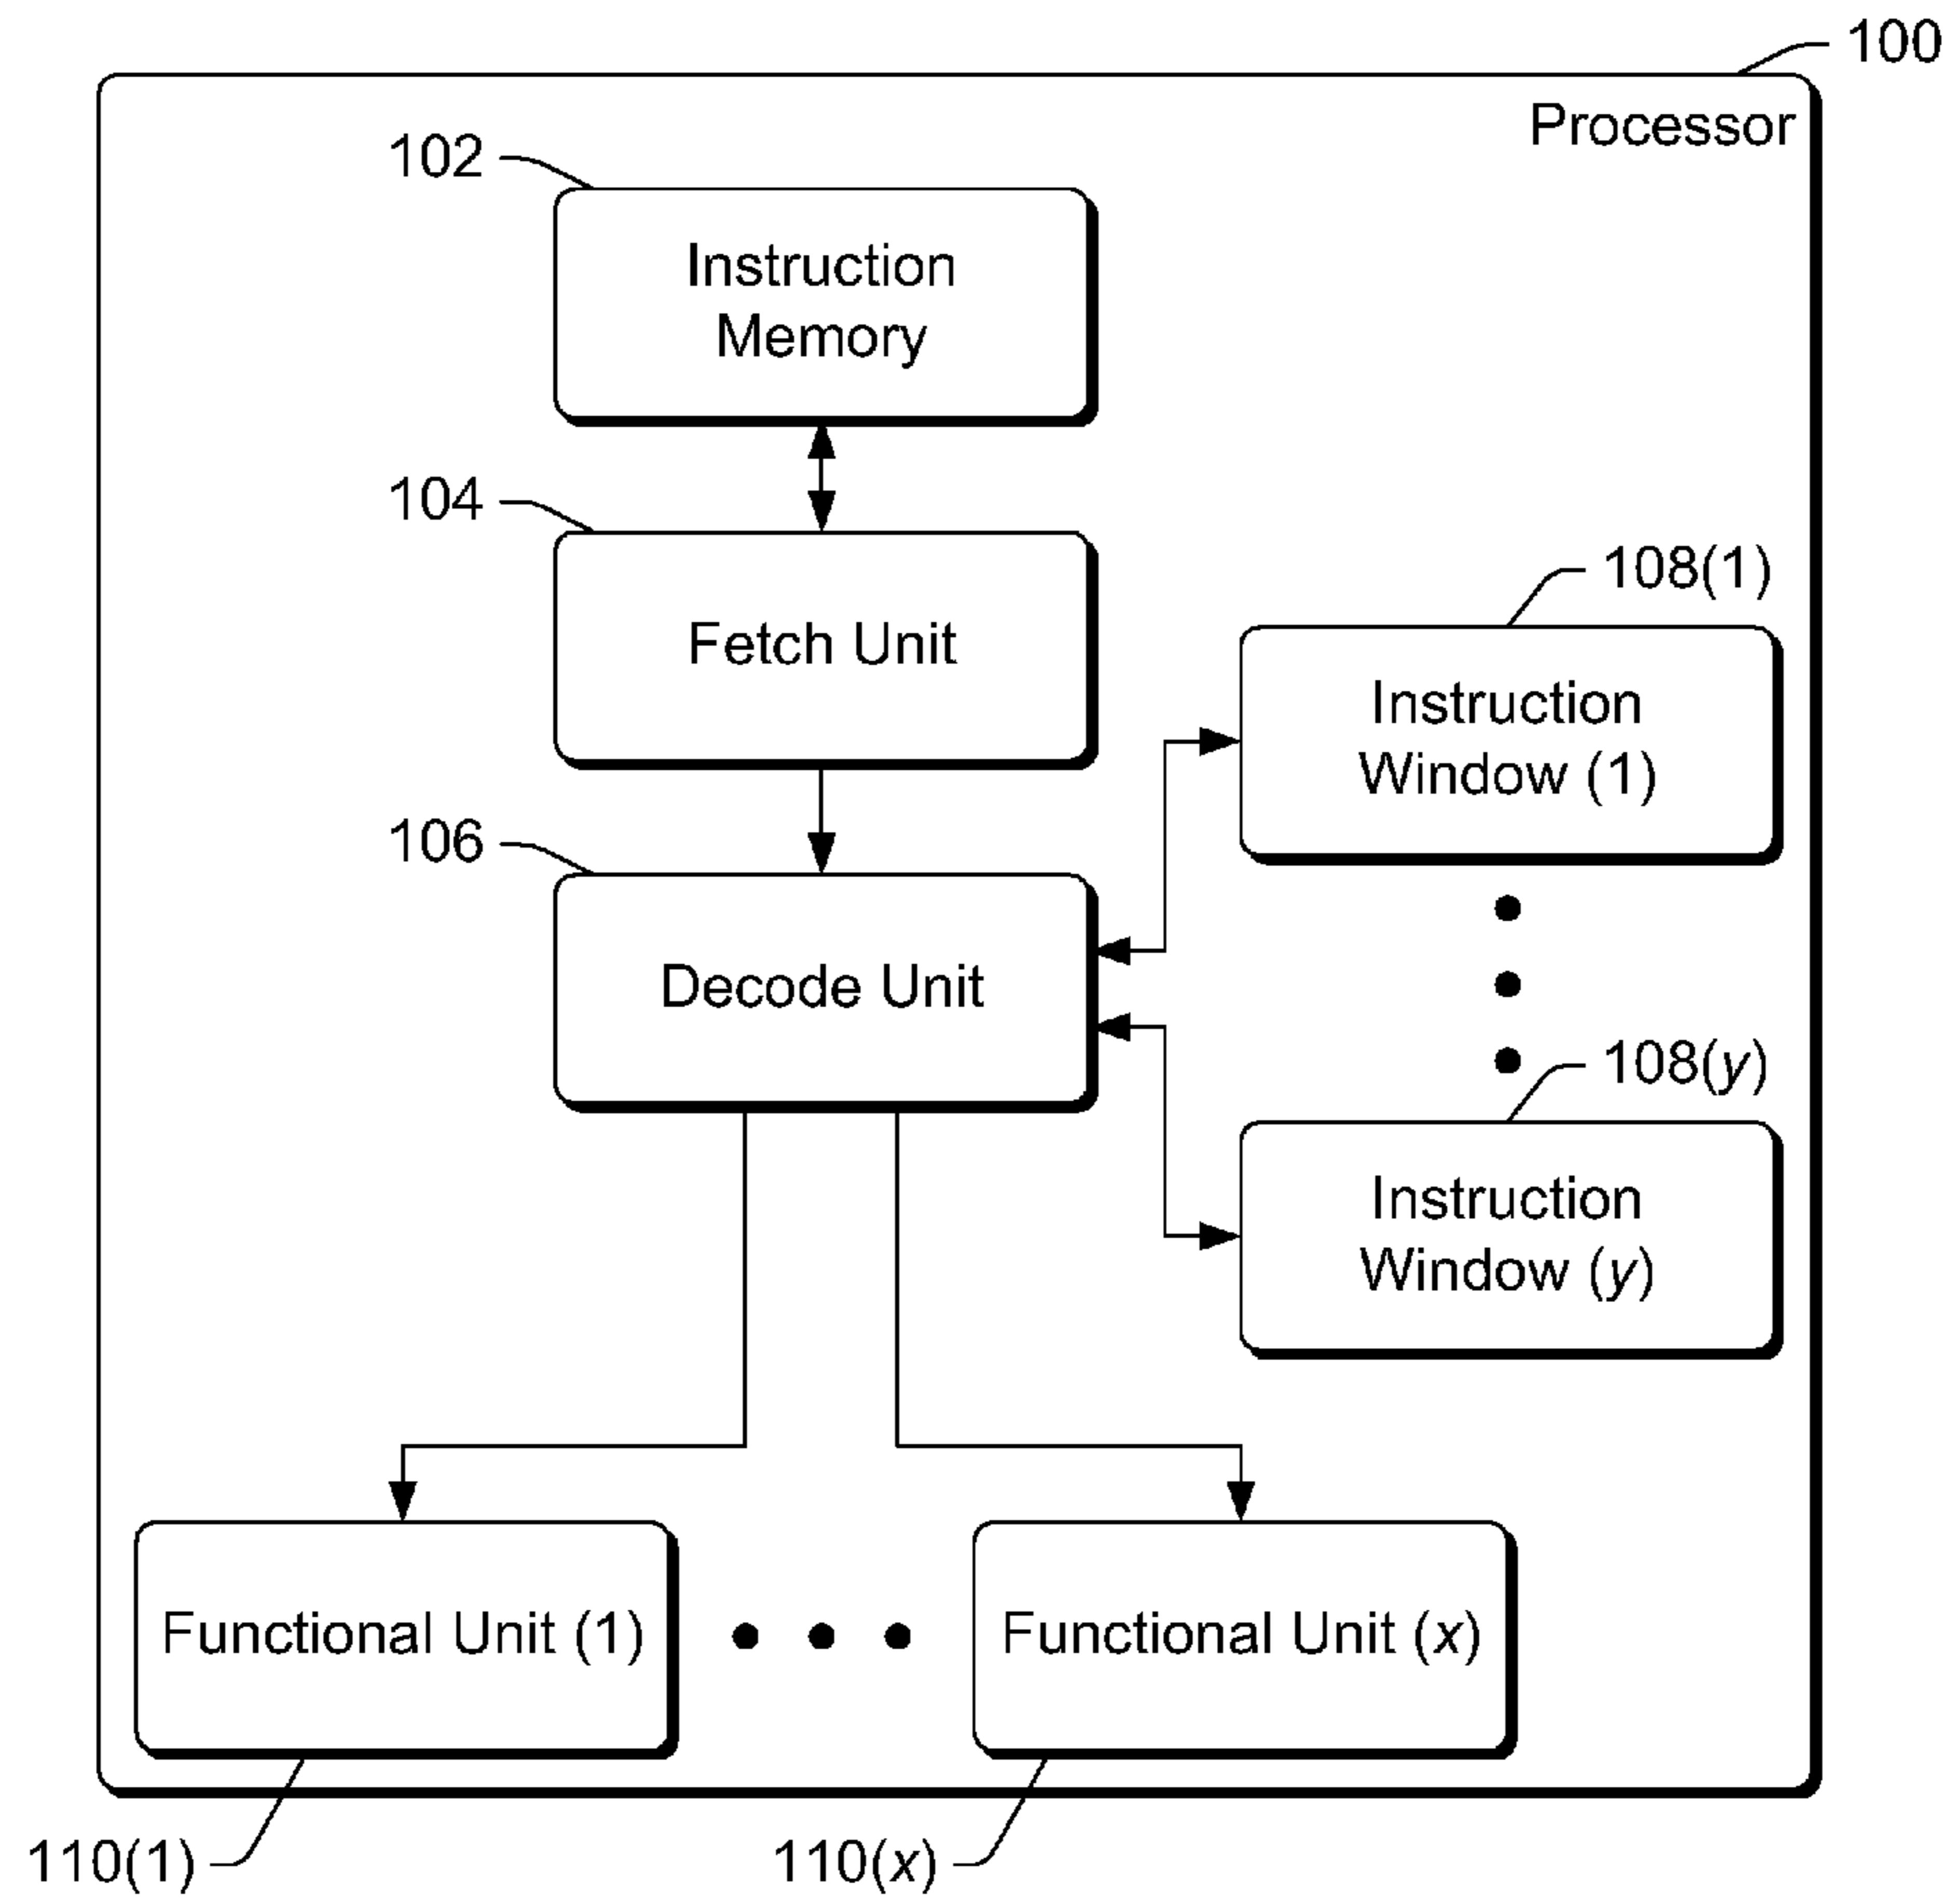 100
Processor
102
Instruction
Memory
104
Fetch Unit
108(1)
Instruction
Window (1)
106
Decode Unit
108(y)
Instruction
Window (y)
Functional Unit (1)
Functional Unit (x)
110(1)
110(x)